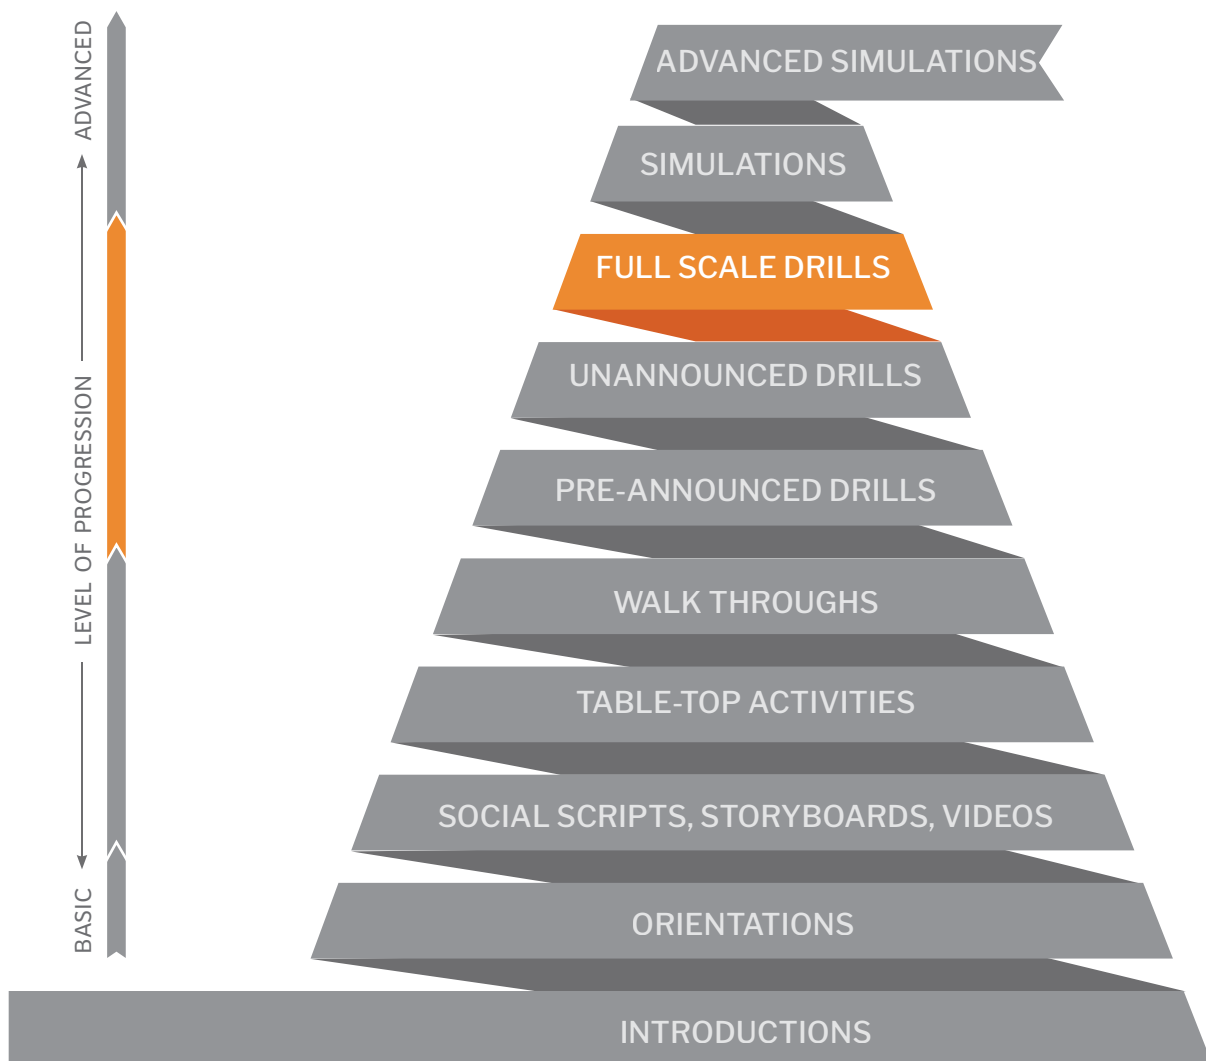 ADVANCED SIMULATIONS
SIMULATIONS
FULL SCALE DRILLS
UNANNOUNCED DRILLS
PRE-ANNOUNCED DRILLS
WALK THROUGHS
TABLE-TOP ACTIVITIES
SOCIAL SCRIPTS, STORYBOARDS, VIDEOS
ORIENTATIONS
INTRODUCTIONS
BASIC
LEVEL OF PROGRESSION
ADVANCED